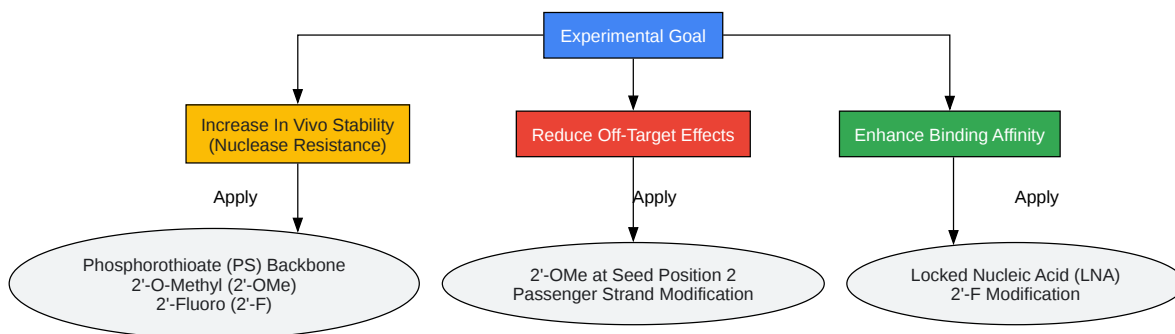 Experimental Goal
Increase In Vivo Stability
(Nuclease Resistance)
Reduce Off-Target Effects
Enhance Binding Affinity
Apply
Apply
Apply
Phosphorothioate (PS) Backbone
2'-O-Methyl (2'-OMe)
2'-Fluoro (2'-F)
2'-OMe at Seed Position 2
Passenger Strand Modification
Locked Nucleic Acid (LNA)
2'-F Modification